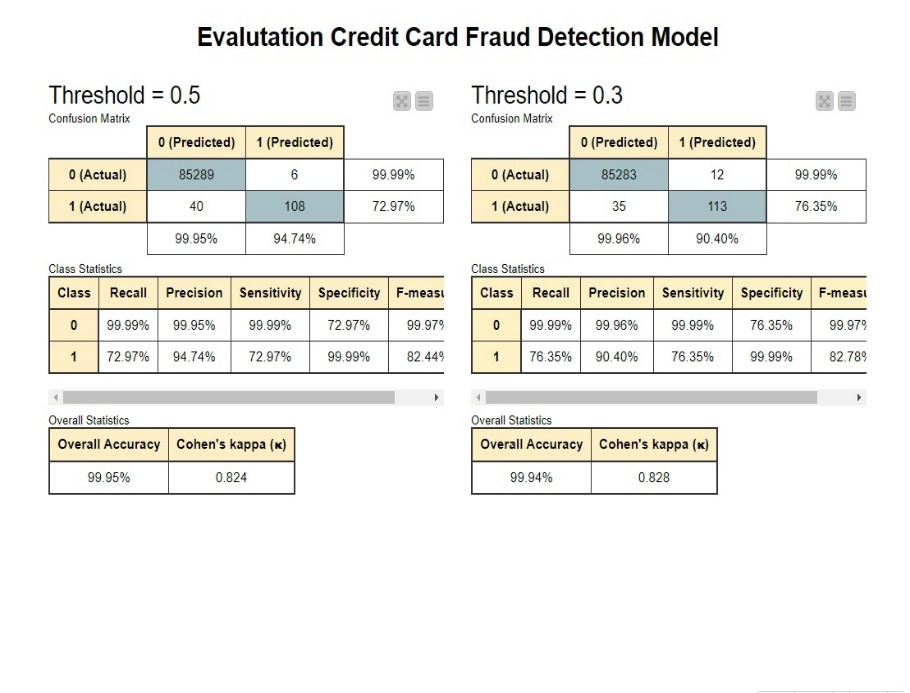 Evalutation Credit Card Fraud Detection Model
Threshold = 0.5
Confusion Matrix
0 (Predicted) 1 (Predicted)
0 (Actual) 85289 6 99.99%
1 (Actual) 40 108 72.97%
99.95% 94.74%
Class Statistics
Class Recall Precision Sensitivity Specificity F-measu
0 99.99% 99.95% 99.99% 72.97% 99.97%
1 72.97% 94.74% 72.97% 99.99% 82.44%
Overall Statistics
Overall Accuracy Cohen's kappa (κ)
99.95% 0.824
Threshold = 0.3
Confusion Matrix
0 (Predicted) 1 (Predicted)
0 (Actual) 85283 12 99.99%
1 (Actual) 35 113 76.35%
99.96% 90.40%
Class Statistics
Class Recall Precision Sensitivity Specificity F-measu
0 99.99% 99.96% 99.99% 76.35% 99.97%
1 76.35% 90.40% 76.35% 99.99% 82.78%
Overall Statistics
Overall Accuracy Cohen's kappa (κ)
99.94% 0.828